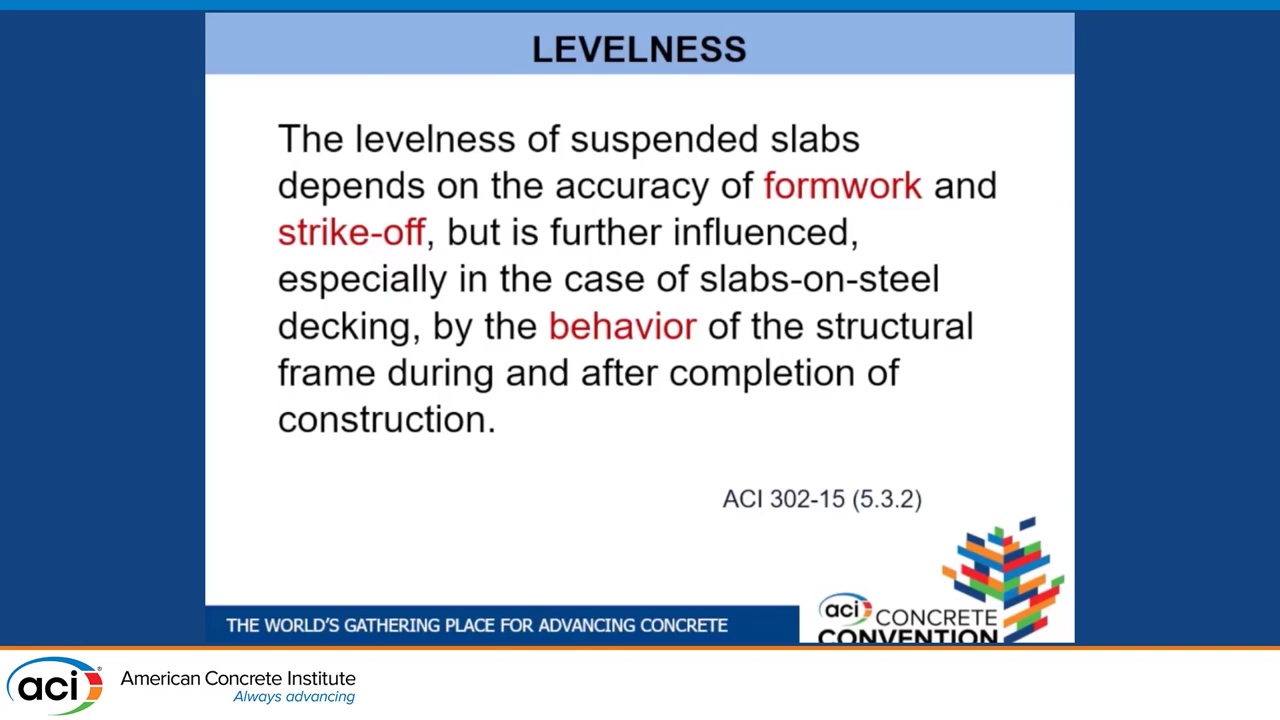 LEVELNESS
The levelness of suspended slabs
depends on the accuracy of formwork and
strike-off, but is further influenced,
especially in the case of slabs-on-steel
decking, by the behavior of the structural
frame during and after completion of
construction.
ACI 302-15 (5.3.2)
THE WORLD'S GATHERING PLACE FOR ADVANCING CONCRETE
aci CONCRETE
CONVENTION
aci® American Concrete Institute
Always advancing